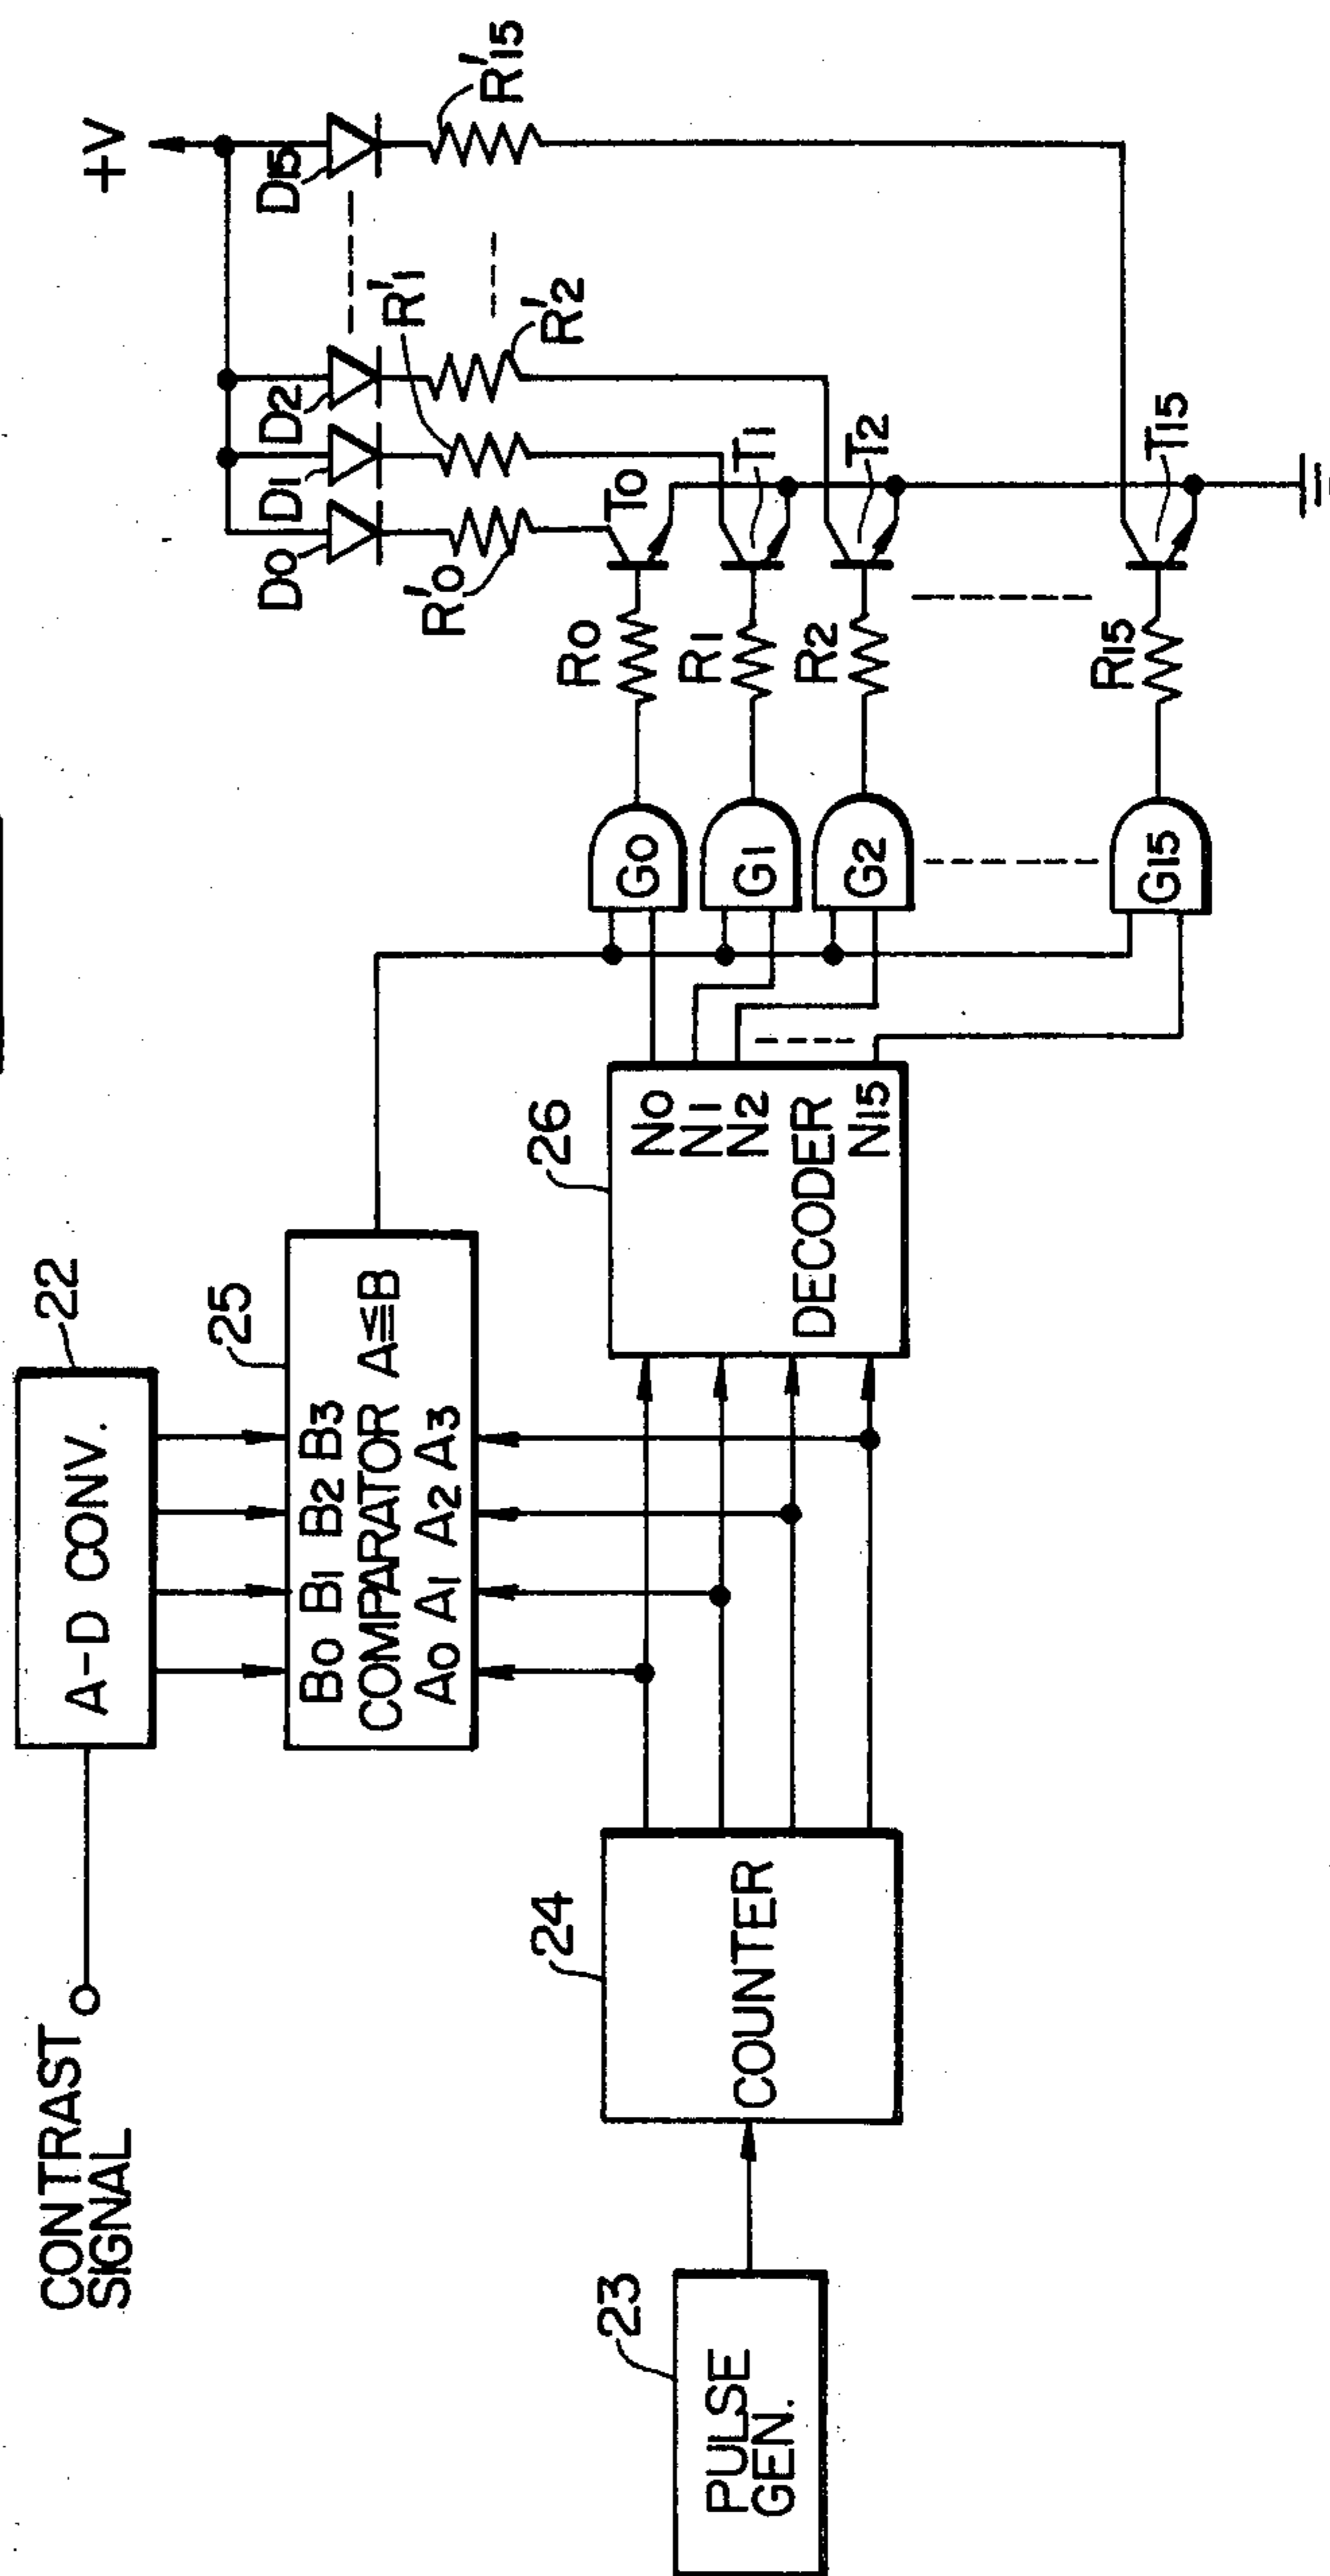 CONTRAST
SIGNAL
A-D CONV.
22
25
B0 B1 B2 B3
COMPARATOR A≦B
A0 A1 A2 A3
23
PULSE
GEN.
24
COUNTER
26
N0
N1
N2
DECODER
N15
G0
G1
G2
G15
R0
R1
R2
R15
T0
T1
T2
T15
D0
D1
D2
D15
R'0
R'1
R'2
R'15
+V